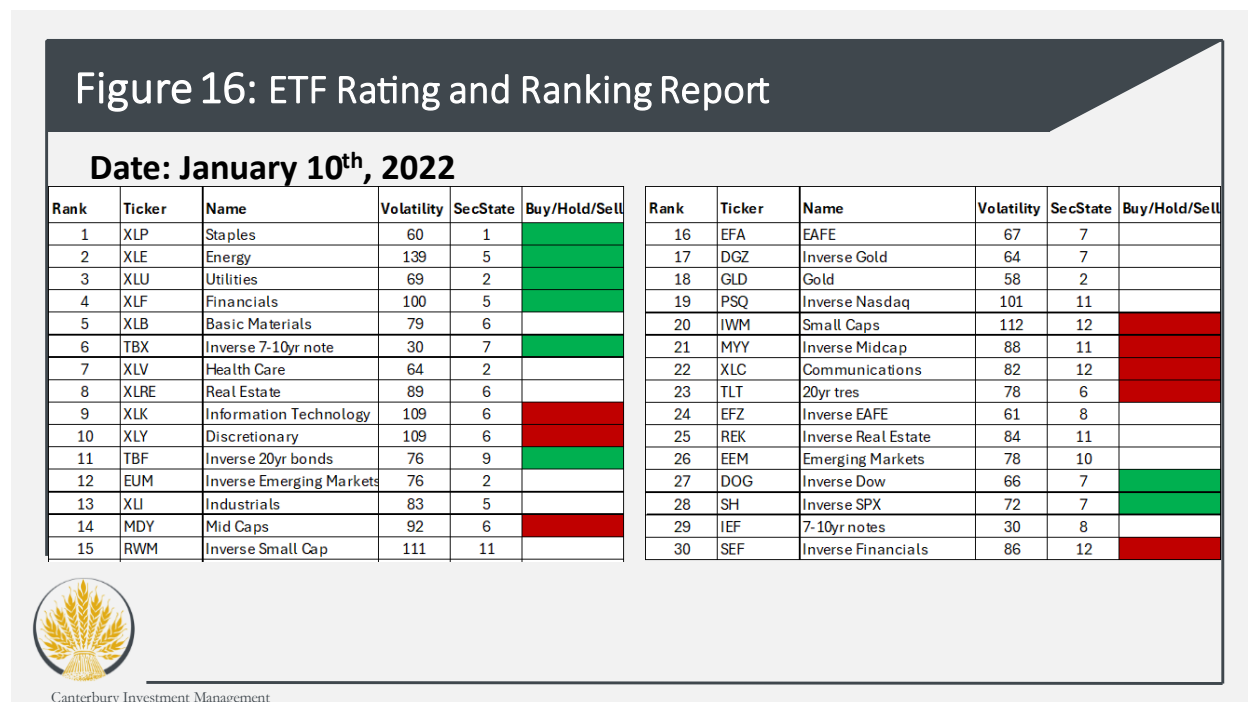 Figure 16: ETF Rating and Ranking Report
Date: January 10th, 2022
Rank Ticker Name Volatility SecState Buy/Hold/Sell
1 XLP Staples 60 1
2 XLE Energy 139 5
3 XLU Utilities 69 2
4 XLF Financials 100 5
5 XLB Basic Materials 79 6
6 TBX Inverse 7-10yr note 30 7
7 XLV Health Care 64 2
8 XLRE Real Estate 89 6
9 XLK Information Technology 109 6
10 XLY Discretionary 109 6
11 TBF Inverse 20yr bonds 76 9
12 EUM Inverse Emerging Markets 76 2
13 XLI Industrials 83 5
14 MDY Mid Caps 92 6
15 RWM Inverse Small Cap 111 11
Rank Ticker Name Volatility SecState Buy/Hold/Sell
16 EFA EAFE 67 7
17 DGZ Inverse Gold 64 7
18 GLD Gold 58 2
19 PSQ Inverse Nasdaq 101 11
20 IWM Small Caps 112 12
21 MYY Inverse Midcap 88 11
22 XLC Communications 82 12
23 TLT 20yr tres 78 6
24 EFZ Inverse EAFE 61 8
25 REK Inverse Real Estate 84 11
26 EEM Emerging Markets 78 10
27 DOG Inverse Dow 66 7
28 SH Inverse SPX 72 7
29 IEF 7-10yr notes 30 8
30 SEF Inverse Financials 86 12
Canterbury Investment Management